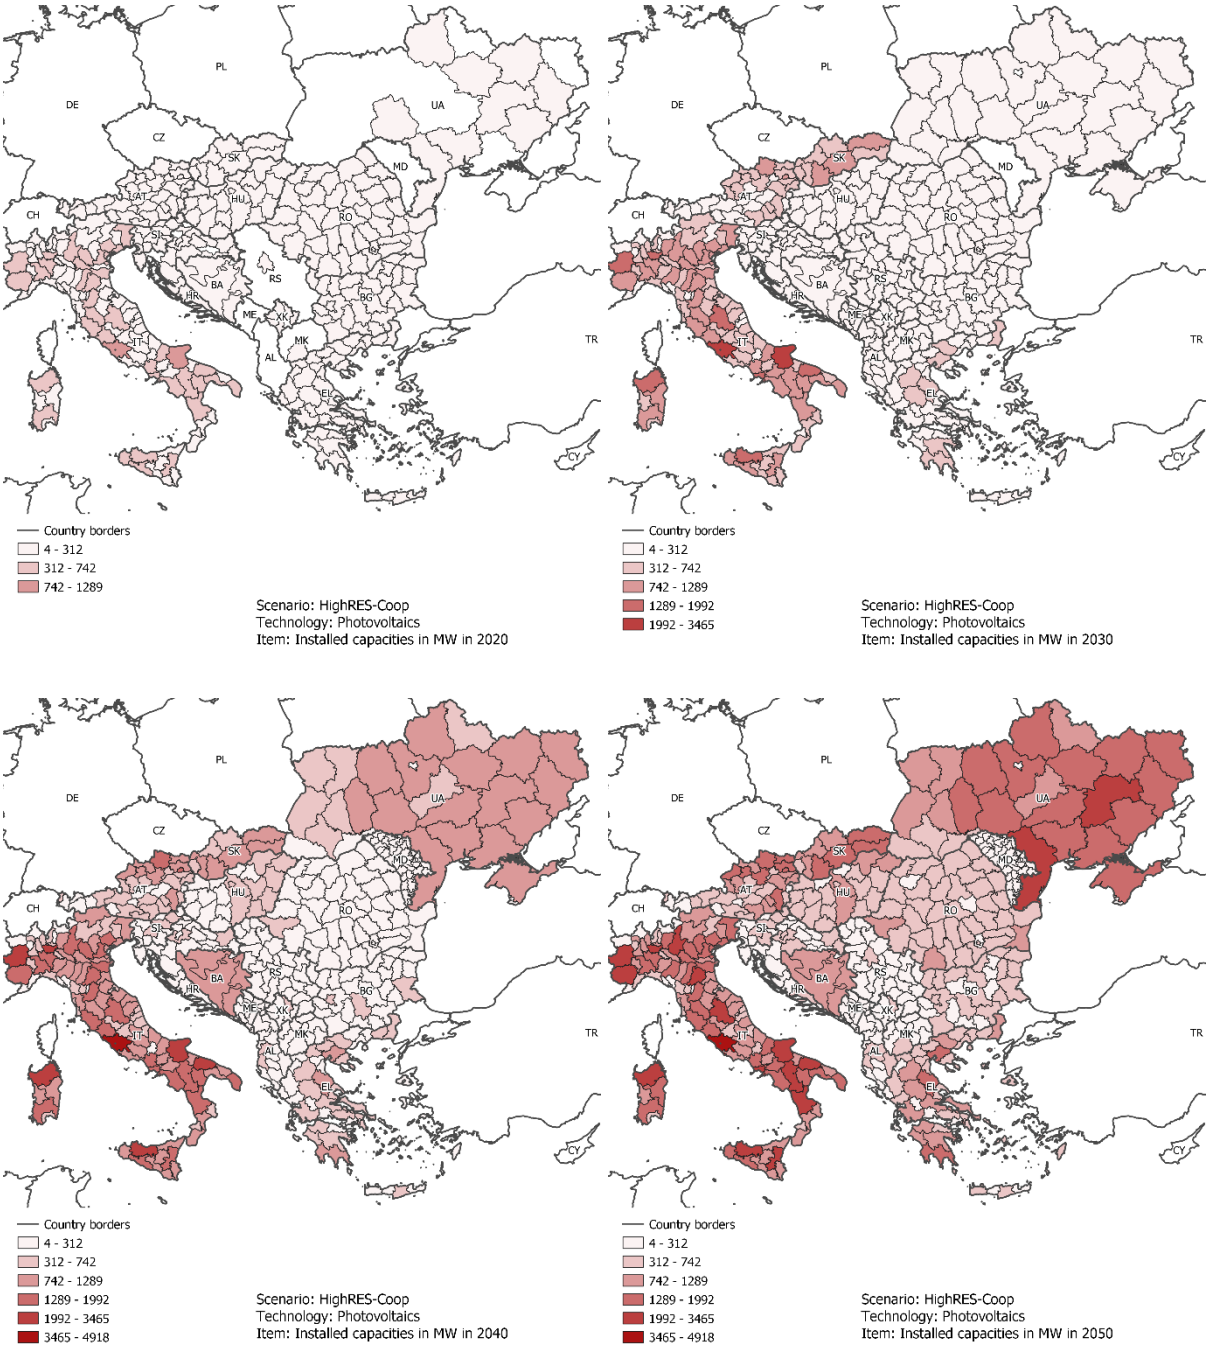 PL
DE
UA
CZ
SK
MD
AT
HU
CH
RO
SI
RS
BA
HR
BG
ME
XK
IT
MK
AL
TR
EL
CY
Country borders
4 - 312
312 - 742
742 - 1289
Scenario: HighRES-Coop
Technology: Photovoltaics
Item: Installed capacities in MW in 2020
PL
DE
UA
CZ
SK
MD
AT
HU
CH
RO
SI
RS
BA
HR
BG
ME
XK
IT
MK
AL
TR
EL
CY
Country borders
4 - 312
312 - 742
742 - 1289
1289 - 1992
1992 - 3465
Scenario: HighRES-Coop
Technology: Photovoltaics
Item: Installed capacities in MW in 2030
PL
DE
UA
CZ
SK
MD
AT
HU
CH
RO
SI
RS
BA
HR
BG
ME
XK
IT
MK
AL
TR
EL
CY
Country borders
4 - 312
312 - 742
742 - 1289
1289 - 1992
1992 - 3465
3465 - 4918
Scenario: HighRES-Coop
Technology: Photovoltaics
Item: Installed capacities in MW in 2040
PL
DE
UA
CZ
SK
MD
AT
HU
CH
RO
SI
RS
BA
HR
BG
ME
XK
IT
MK
AL
TR
EL
CY
Country borders
4 - 312
312 - 742
742 - 1289
1289 - 1992
1992 - 3465
3465 - 4918
Scenario: HighRES-Coop
Technology: Photovoltaics
Item: Installed capacities in MW in 2050